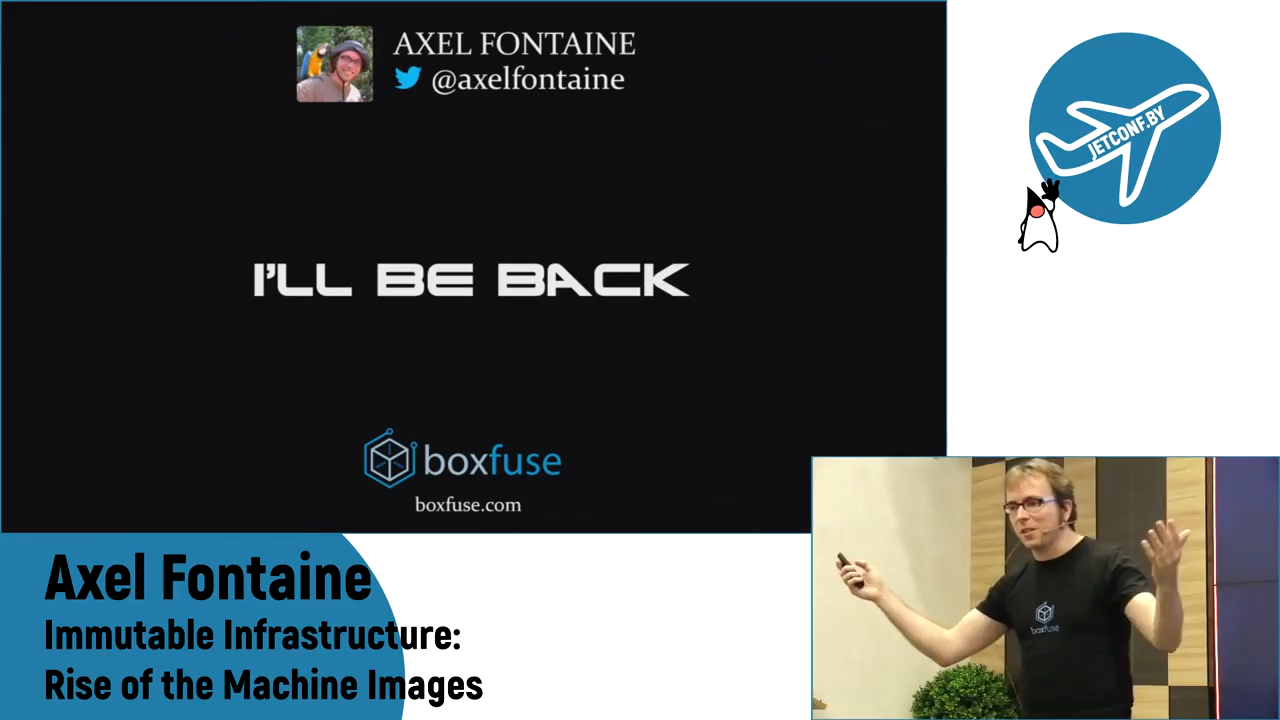 AXEL FONTAINE
@axelfontaine
I'LL BE BACK
boxfuse
boxfuse.com
JETCONF.BY
boxfuse
Axel Fontaine
Immutable Infrastructure:
Rise of the Machine Images